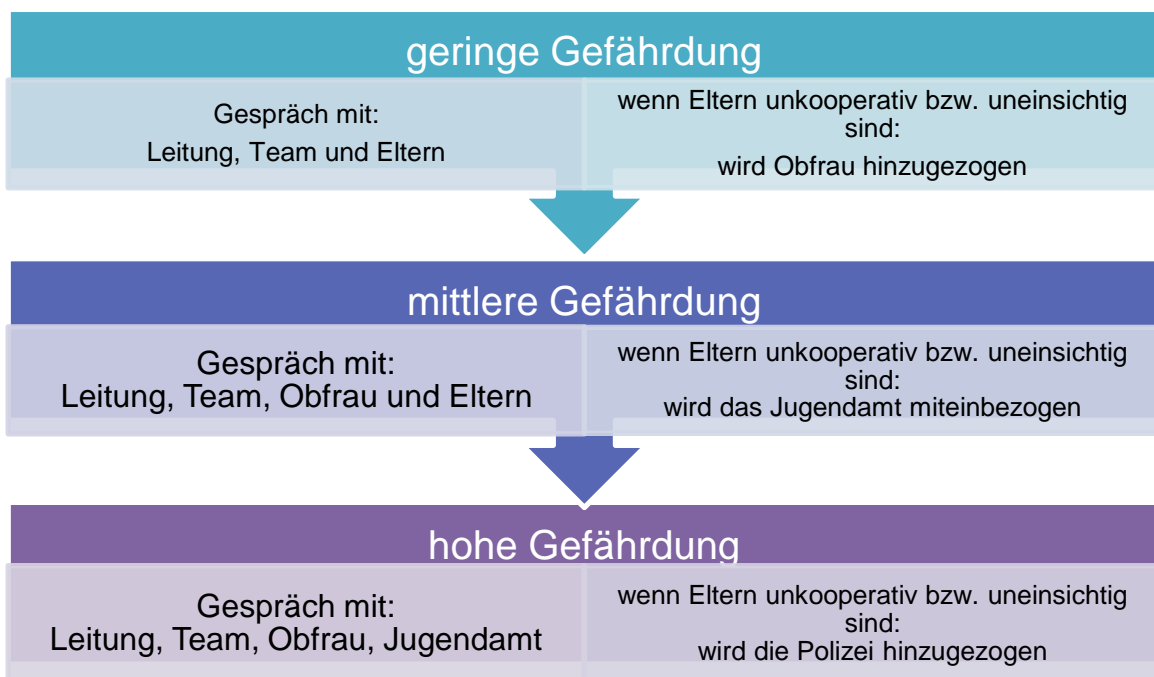 geringe Gefährdung
Gespräch mit:
Leitung, Team und Eltern
wenn Eltern unkooperativ bzw. uneinsichtig
sind:
wird Obfrau hinzugezogen
mittlere Gefährdung
Gespräch mit:
Leitung, Team, Obfrau und Eltern
wenn Eltern unkooperativ bzw. uneinsichtig
sind:
wird das Jugendamt miteinbezogen
hohe Gefährdung
Gespräch mit:
Leitung, Team, Obfrau, Jugendamt
wenn Eltern unkooperativ bzw. uneinsichtig
sind:
wird die Polizei hinzugezogen